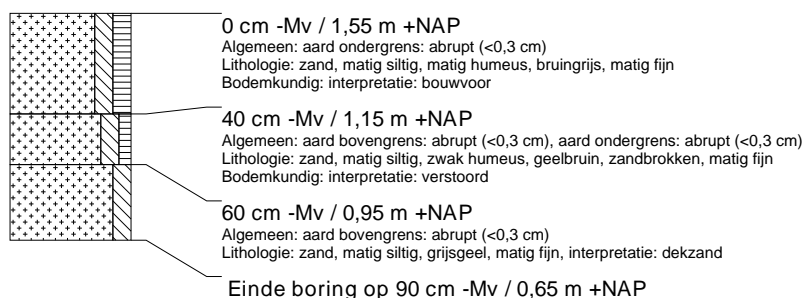 0 cm -Mv / 1,55 m +NAP
Algemeen: aard ondergrens: abrupt (<0,3 cm)
Lithologie: zand, matig siltig, matig humeus, bruingrijs, matig fijn
Bodemkundig: interpretatie: bouwvoor
40 cm -Mv / 1,15 m +NAP
Algemeen: aard bovengrens: abrupt (<0,3 cm), aard ondergrens: abrupt (<0,3 cm)
Lithologie: zand, matig siltig, zwak humeus, geelbruin, zandbrokken, matig fijn
Bodemkundig: interpretatie: verstoord
60 cm -Mv / 0,95 m +NAP
Algemeen: aard bovengrens: abrupt (<0,3 cm)
Lithologie: zand, matig siltig, grijsgeel, matig fijn, interpretatie: dekzand
Einde boring op 90 cm -Mv / 0,65 m +NAP